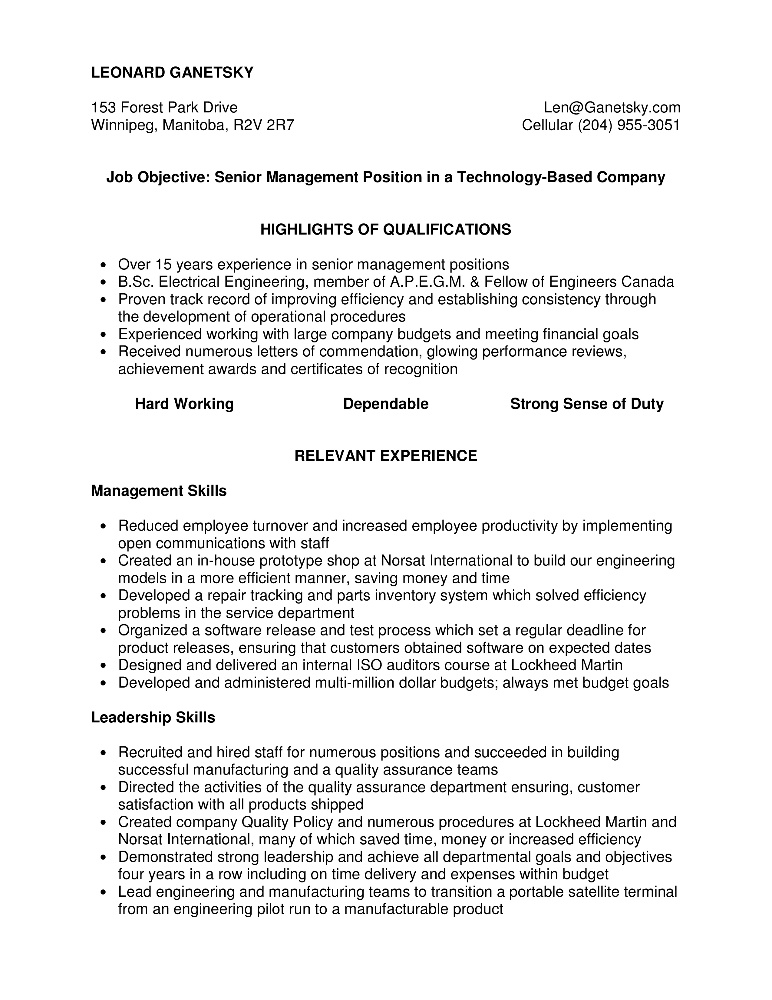 LEONARD GANETSKY
153 Forest Park Drive Len@Ganetsky.com
Winnipeg, Manitoba, R2V 2R7 Cellular (204) 955-3051
Job Objective: Senior Management Position in a Technology-Based Company
HIGHLIGHTS OF QUALIFICATIONS
• Over 15 years experience in senior management positions
• B.Sc. Electrical Engineering, member of A.P.E.G.M. & Fellow of Engineers Canada
• Proven track record of improving efficiency and establishing consistency through
the development of operational procedures
• Experienced working with large company budgets and meeting financial goals
• Received numerous letters of commendation, glowing performance reviews,
achievement awards and certificates of recognition
Hard Working Dependable Strong Sense of Duty
RELEVANT EXPERIENCE
Management Skills
• Reduced employee turnover and increased employee productivity by implementing
open communications with staff
• Created an in-house prototype shop at Norsat International to build our engineering
models in a more efficient manner, saving money and time
• Developed a repair tracking and parts inventory system which solved efficiency
problems in the service department
• Organized a software release and test process which set a regular deadline for
product releases, ensuring that customers obtained software on expected dates
• Designed and delivered an internal ISO auditors course at Lockheed Martin
• Developed and administered multi-million dollar budgets; always met budget goals
Leadership Skills
• Recruited and hired staff for numerous positions and succeeded in building
successful manufacturing and a quality assurance teams
• Directed the activities of the quality assurance department ensuring, customer
satisfaction with all products shipped
• Created company Quality Policy and numerous procedures at Lockheed Martin and
Norsat International, many of which saved time, money or increased efficiency
• Demonstrated strong leadership and achieve all departmental goals and objectives
four years in a row including on time delivery and expenses within budget
• Lead engineering and manufacturing teams to transition a portable satellite terminal
from an engineering pilot run to a manufacturable product